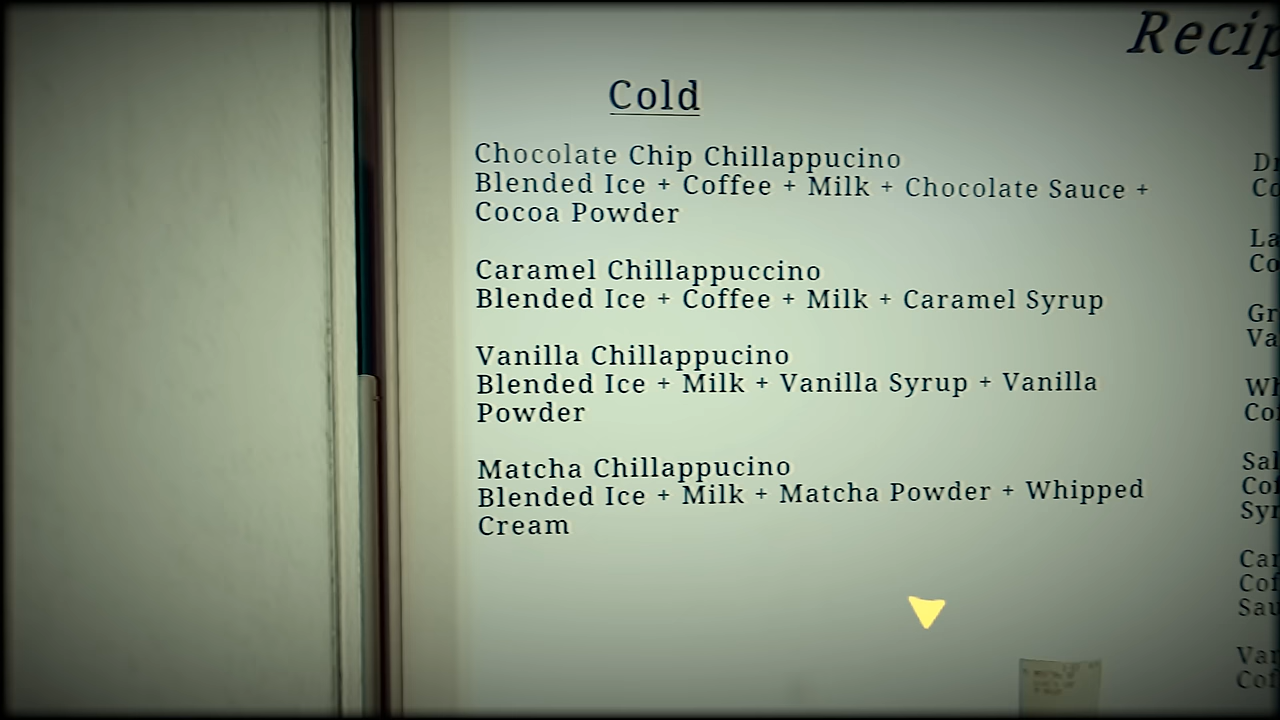 Cold
Chocolate Chip Chillappucino
Blended Ice + Coffee + Milk + Chocolate Sauce +
Cocoa Powder
Caramel Chillappuccino
Blended Ice + Coffee + Milk + Caramel Syrup
Vanilla Chillappucino
Blended Ice + Milk + Vanilla Syrup + Vanilla
Powder
Matcha Chillappucino
Blended Ice + Milk + Matcha Powder + Whipped
Cream